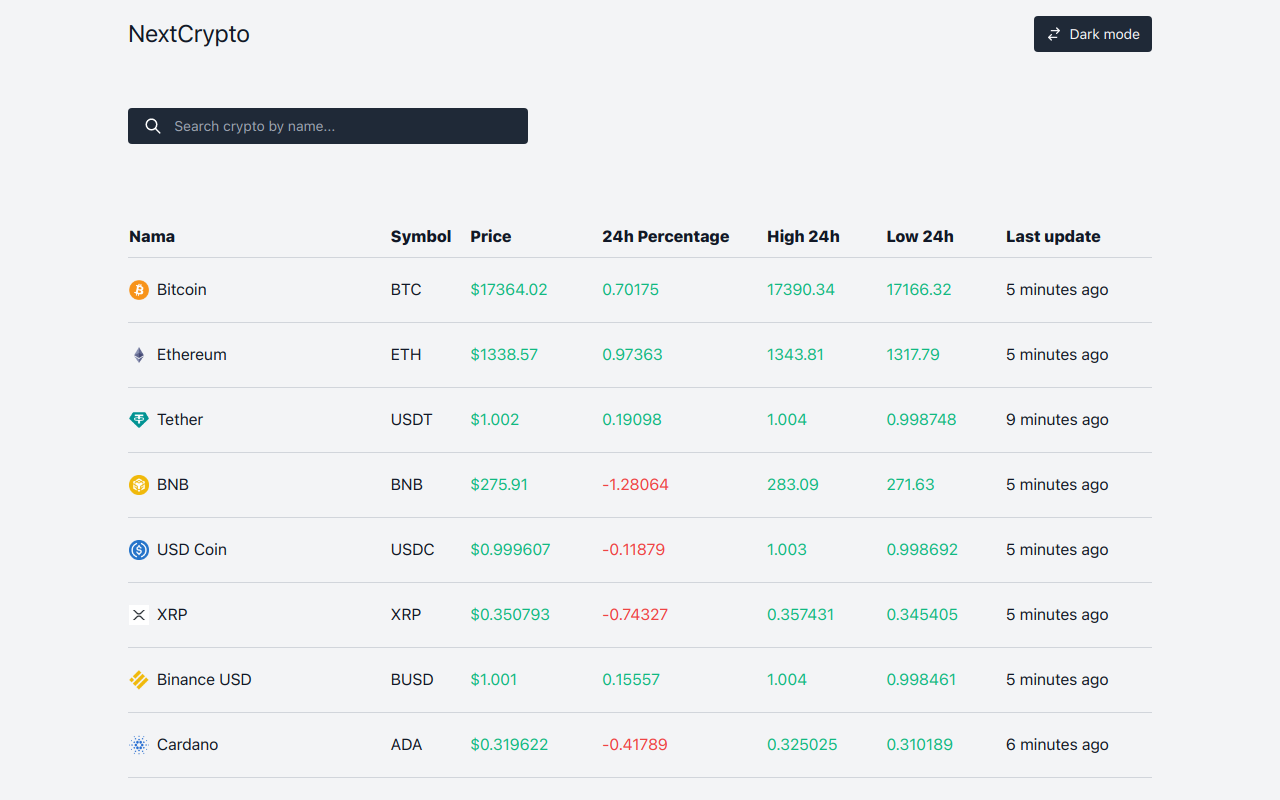 NextCrypto Dark mode
Search crypto by name...
Nama Symbol Price 24h Percentage High 24h Low 24h Last update
Bitcoin BTC $17364.02 0.70175 17390.34 17166.32 5 minutes ago
Ethereum ETH $1338.57 0.97363 1343.81 1317.79 5 minutes ago
Tether USDT $1.002 0.19098 1.004 0.998748 9 minutes ago
BNB BNB $275.91 -1.28064 283.09 271.63 5 minutes ago
USD Coin USDC $0.999607 -0.11879 1.003 0.998692 5 minutes ago
XRP XRP $0.350793 -0.74327 0.357431 0.345405 5 minutes ago
Binance USD BUSD $1.001 0.15557 1.004 0.998461 5 minutes ago
Cardano ADA $0.319622 -0.41789 0.325025 0.310189 6 minutes ago